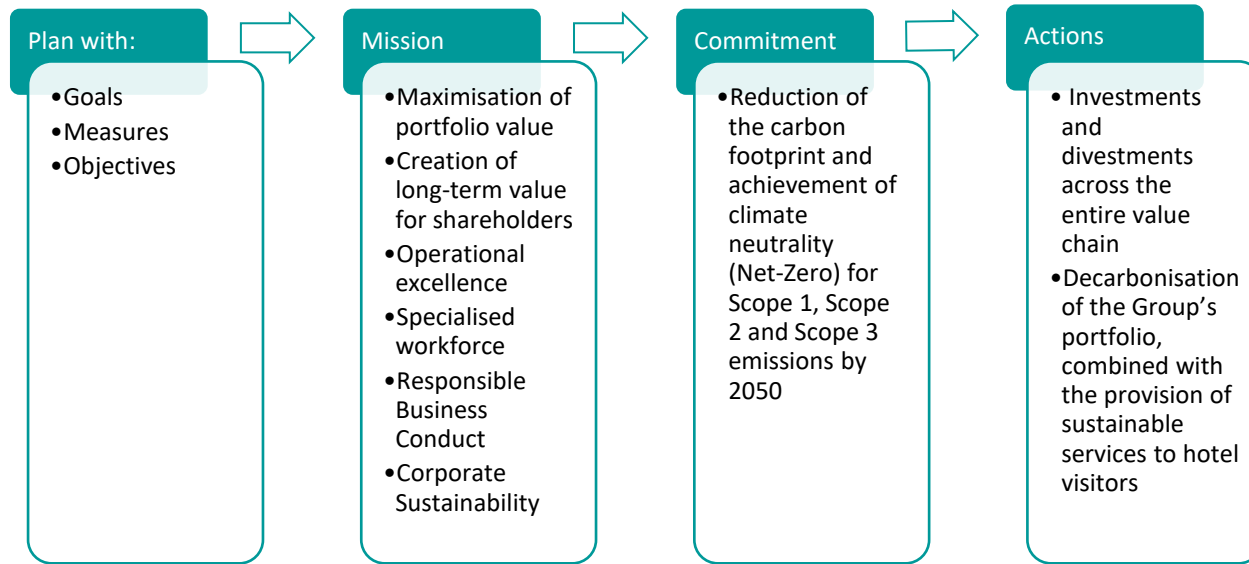 Plan with:
•Goals
•Measures
•Objectives
Mission
•Maximisation of
portfolio value
•Creation of
long-term value
for shareholders
•Operational
excellence
•Specialised
workforce
•Responsible
Business
Conduct
•Corporate
Sustainability
Commitment
•Reduction of
the carbon
footprint and
achievement of
climate
neutrality
(Net-Zero) for
Scope 1, Scope
2 and Scope 3
emissions by
2050
Actions
• Investments
and
divestments
across the
entire value
chain
•Decarbonisation
of the Group’s
portfolio,
combined with
the provision of
sustainable
services to hotel
visitors